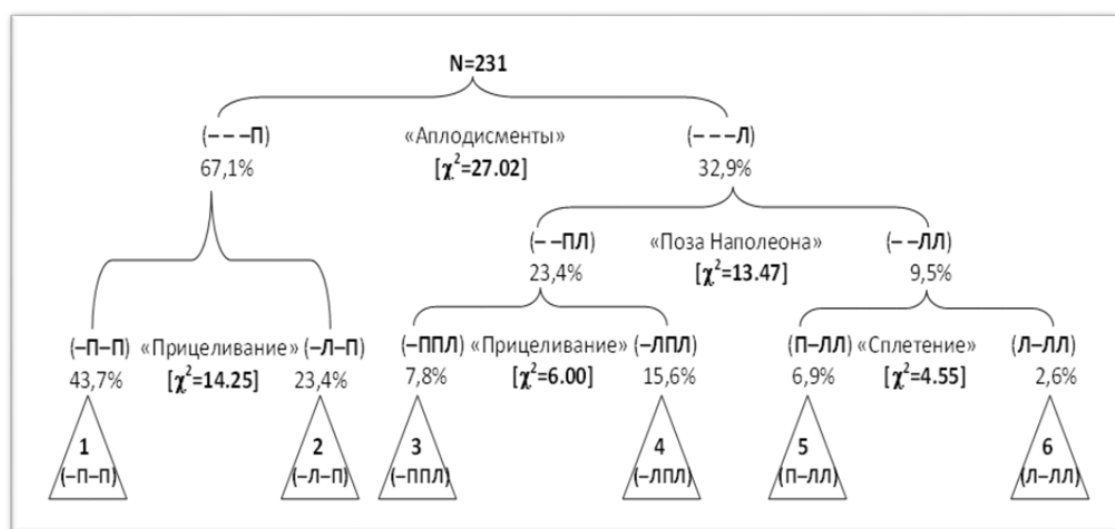 N=231
(– – –П) «Аплодисменты» (– – –Л)
67,1% [χ²=27.02] 32,9%
(– –ПЛ) «Поза Наполеона» (– –ЛЛ)
23,4% [χ²=13.47] 9,5%
(–П–П) «Прицеливание» (–Л–П) (–ППЛ) «Прицеливание» (–ЛПЛ) (П–ЛЛ) «Сплетение» (Л–ЛЛ)
43,7% [χ²=14.25] 23,4% 7,8% [χ²=6.00] 15,6% 6,9% [χ²=4.55] 2,6%
1 2 3 4 5 6
(–П–П) (–Л–П) (–ППЛ) (–ЛПЛ) (П–ЛЛ) (Л–ЛЛ)